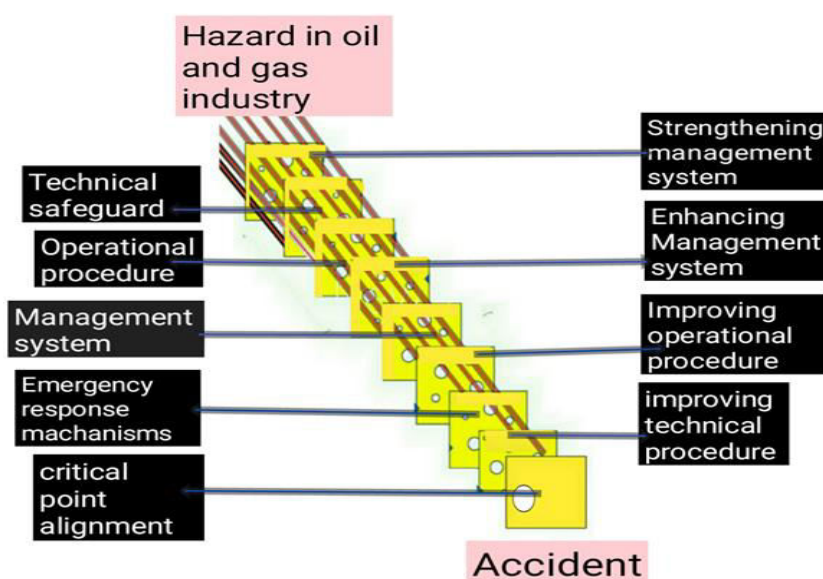 Hazard in oil
and gas
industry
Technical
safeguard
Operational
procedure
Management
system
Emergency
response
machanisms
critical
point
alignment
Strengthening
management
system
Enhancing
Management
system
Improving
operational
procedure
improving
technical
procedure
Accident